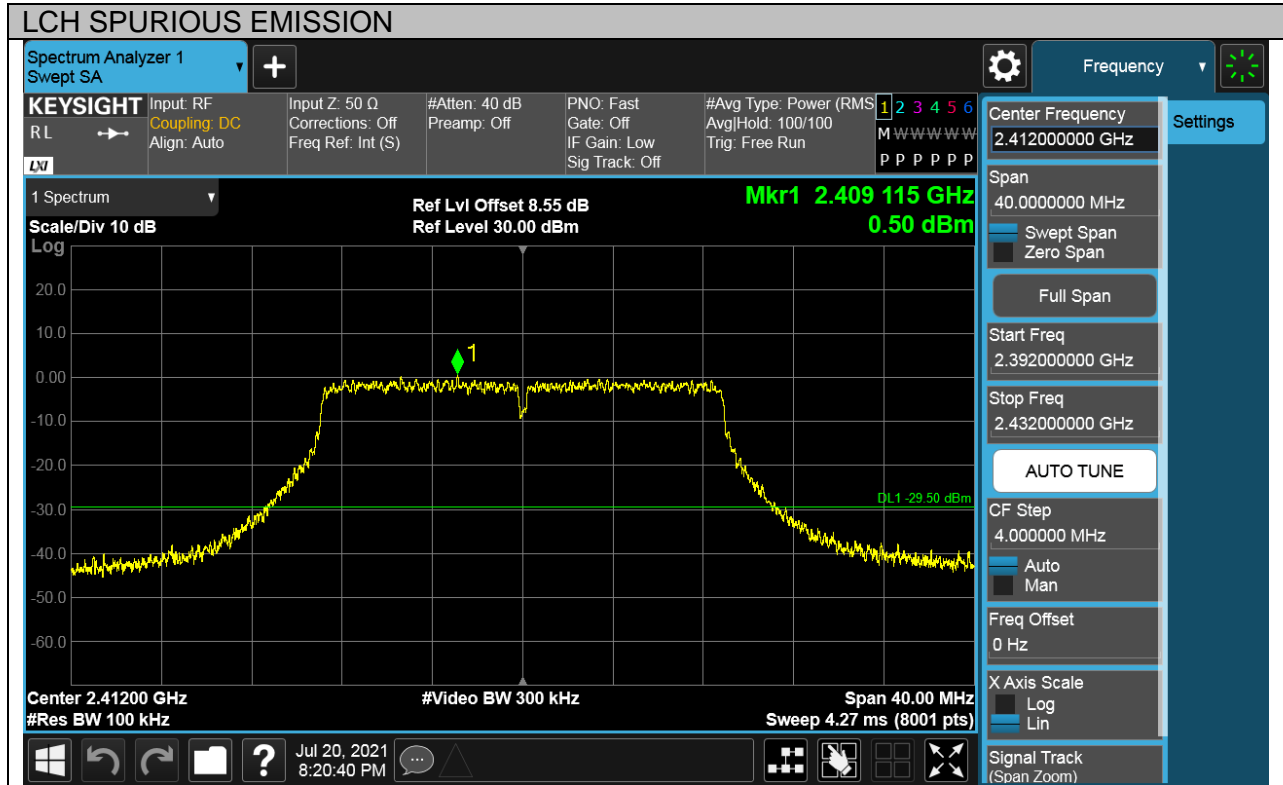 LCH SPURIOUS EMISSION
Spectrum Analyzer 1
Swept SA
Frequency
KEYSIGHT
RL
LXI
Input: RF
Coupling: DC
Align: Auto
Input Z: 50 Ω
Corrections: Off
Freq Ref: Int (S)
#Atten: 40 dB
Preamp: Off
PNO: Fast
Gate: Off
IF Gain: Low
Sig Track: Off
#Avg Type: Power (RMS
Avg|Hold: 100/100
Trig: Free Run
1 2 3 4 5 6
M W W W W W
P P P P P P
1 Spectrum
Scale/Div 10 dB
Ref Lvl Offset 8.55 dB
Ref Level 30.00 dBm
Mkr1 2.409 115 GHz
0.50 dBm
Log
20.0
10.0
0.00
-10.0
-20.0
-30.0
-40.0
-50.0
-60.0
1
DL1 -29.50 dBm
Center 2.41200 GHz
#Video BW 300 kHz
Span 40.00 MHz
#Res BW 100 kHz
Sweep 4.27 ms (8001 pts)
Center Frequency
2.412000000 GHz
Settings
Span
40.0000000 MHz
Swept Span
Zero Span
Full Span
Start Freq
2.392000000 GHz
Stop Freq
2.432000000 GHz
AUTO TUNE
CF Step
4.000000 MHz
Auto
Man
Freq Offset
0 Hz
X Axis Scale
Log
Lin
Signal Track
(Span Zoom)
?
Jul 20, 2021
8:20:40 PM